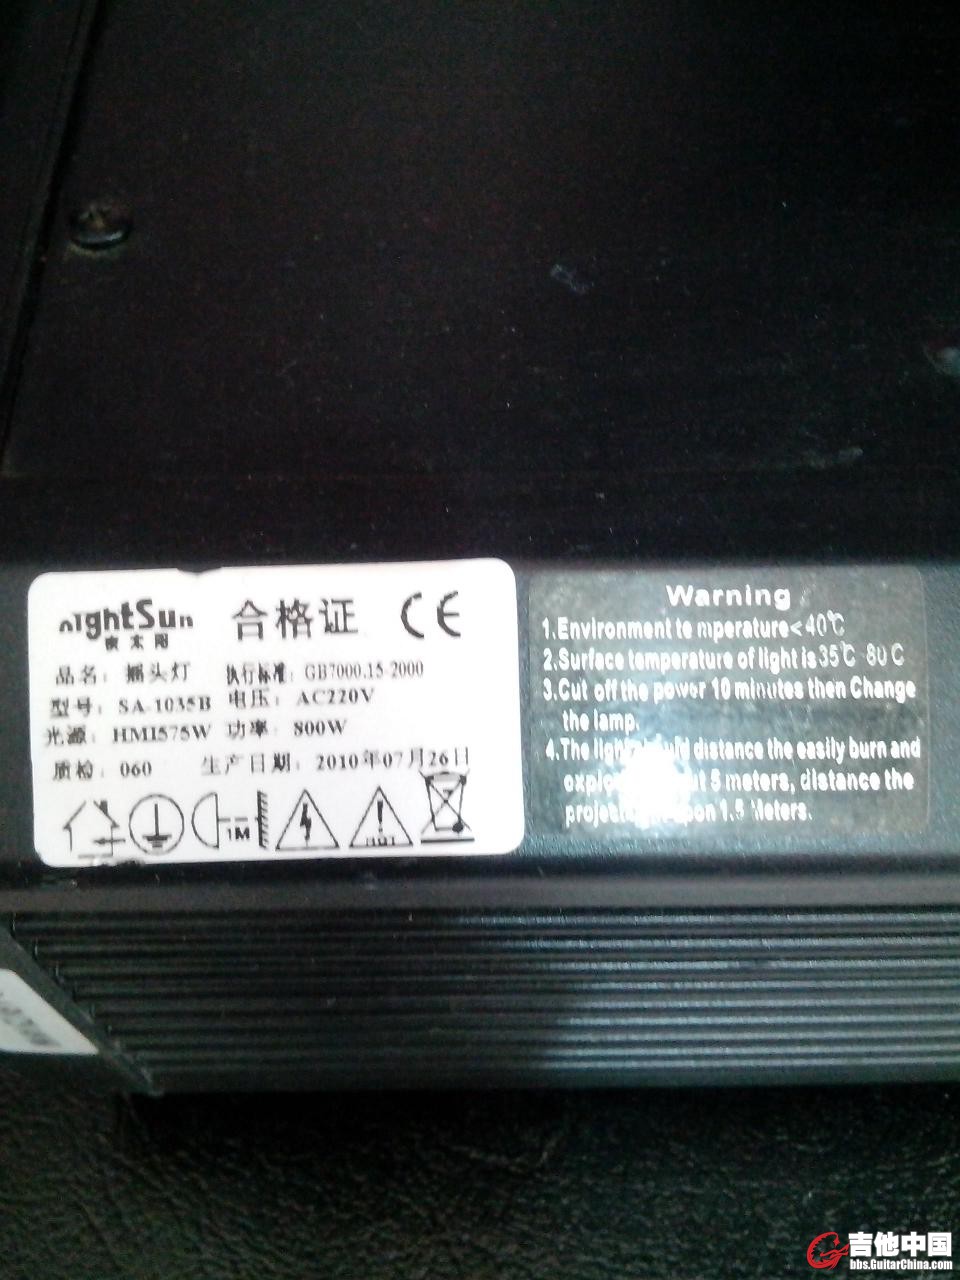 nightSun
夜太阳
合格证 CE
品名：摇头灯 执行标准：GB7000.15-2000
型号：SA-1035B 电压：AC220V
光源：HMI575W 功率：800W
质检：060 生产日期：2010年07月26日
1M
Warning
1.Environment te mperature<40℃
2.Surface temperature of light is 35℃ 80 C
3.Cut off the power 10 minutes then Change
the lamp.
4.The distance the easily burn and
5 meters, distance the
1.5 Meters.
吉他中国
bbs.GuitarChina.com